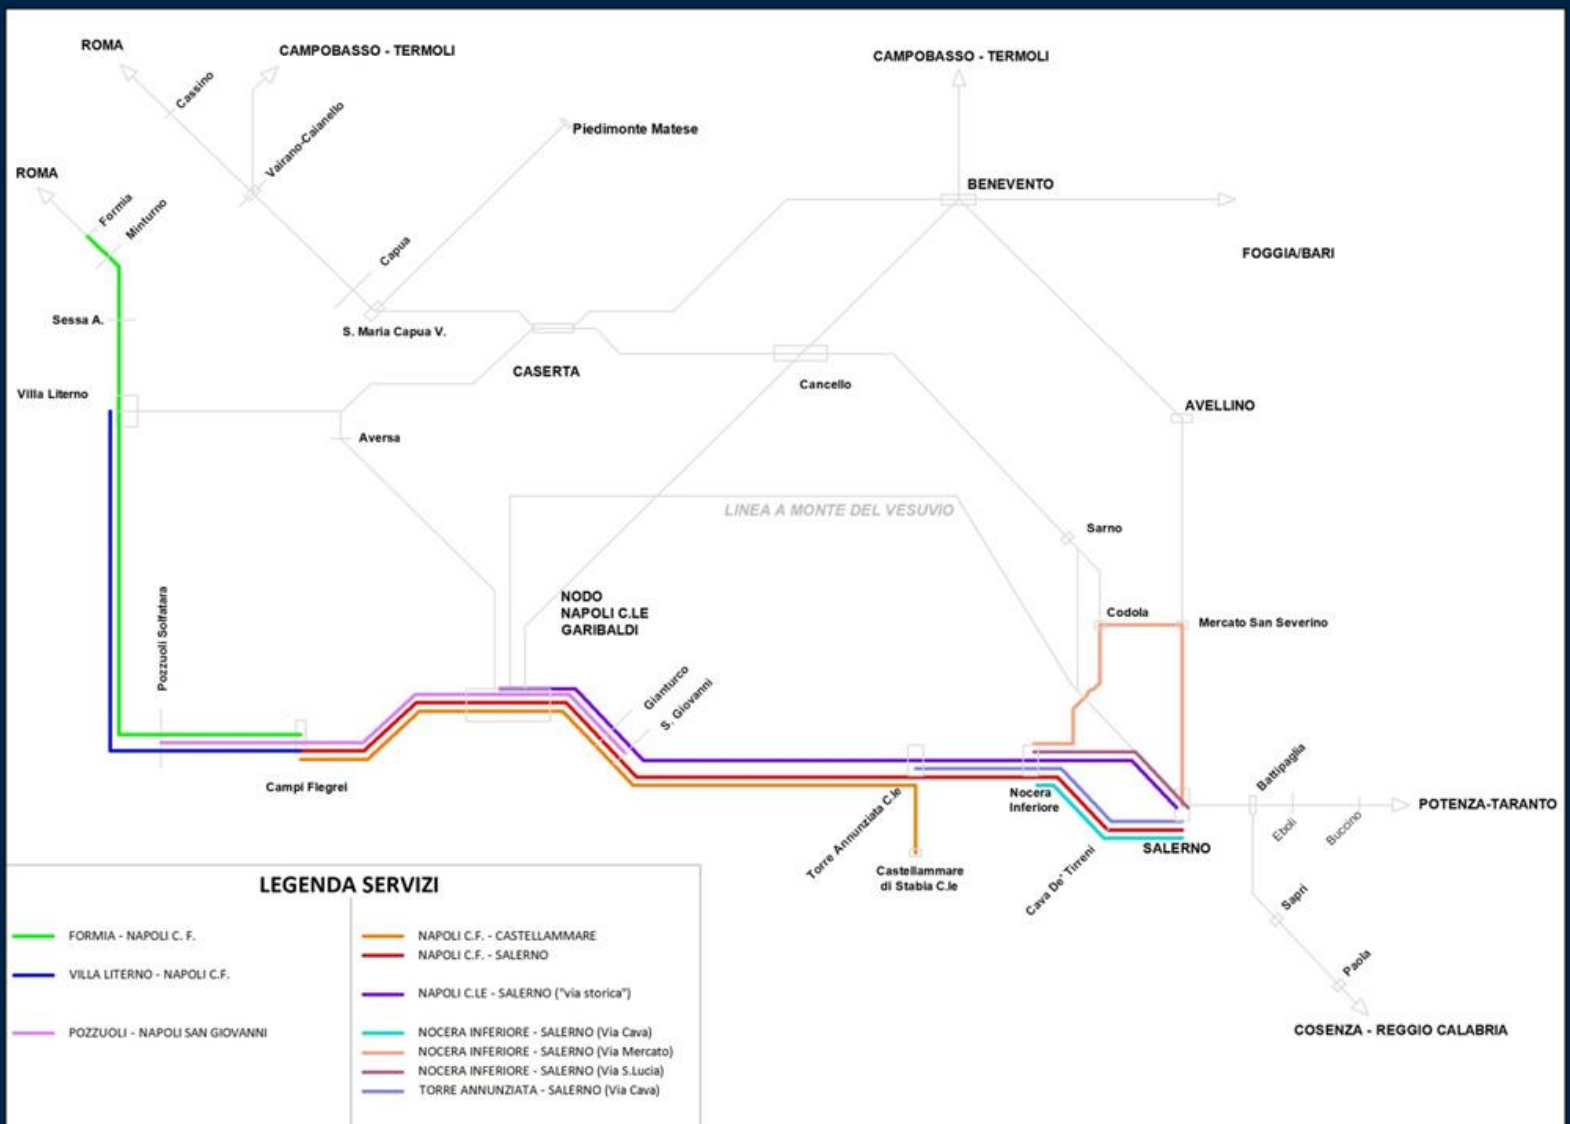 ROMA
CAMPOBASSO - TERMOLI
CAMPOBASSO - TERMOLI
Cassino
Vairano-Caianello
Piedimonte Matese
ROMA
Formia
Minturno
BENEVENTO
Capua
FOGGIA/BARI
Sessa A.
S. Maria Capua V.
CASERTA
Cancello
Villa Literno
AVELLINO
Aversa
LINEA A MONTE DEL VESUVIO
Sarno
NODO
NAPOLI C.LE
GARIBALDI
Codola
Mercato San Severino
Pozzuoli Solfatara
Gianturco
S. Giovanni
Campi Flegrei
Torre Annunziata C.le
Nocera
Inferiore
Battipaglia
Eboli
Buccino
POTENZA-TARANTO
SALERNO
Cava De' Tirreni
Castellammare
di Stabia C.le
Sapri
Paola
COSENZA - REGGIO CALABRIA
LEGENDA SERVIZI
FORMIA - NAPOLI C. F.
VILLA LITERNO - NAPOLI C.F.
POZZUOLI - NAPOLI SAN GIOVANNI
NAPOLI C.F. - CASTELLAMMARE
NAPOLI C.F. - SALERNO
NAPOLI C.LE - SALERNO ("via storica")
NOCERA INFERIORE - SALERNO (Via Cava)
NOCERA INFERIORE - SALERNO (Via Mercato)
NOCERA INFERIORE - SALERNO (Via S.Lucia)
TORRE ANNUNZIATA - SALERNO (Via Cava)